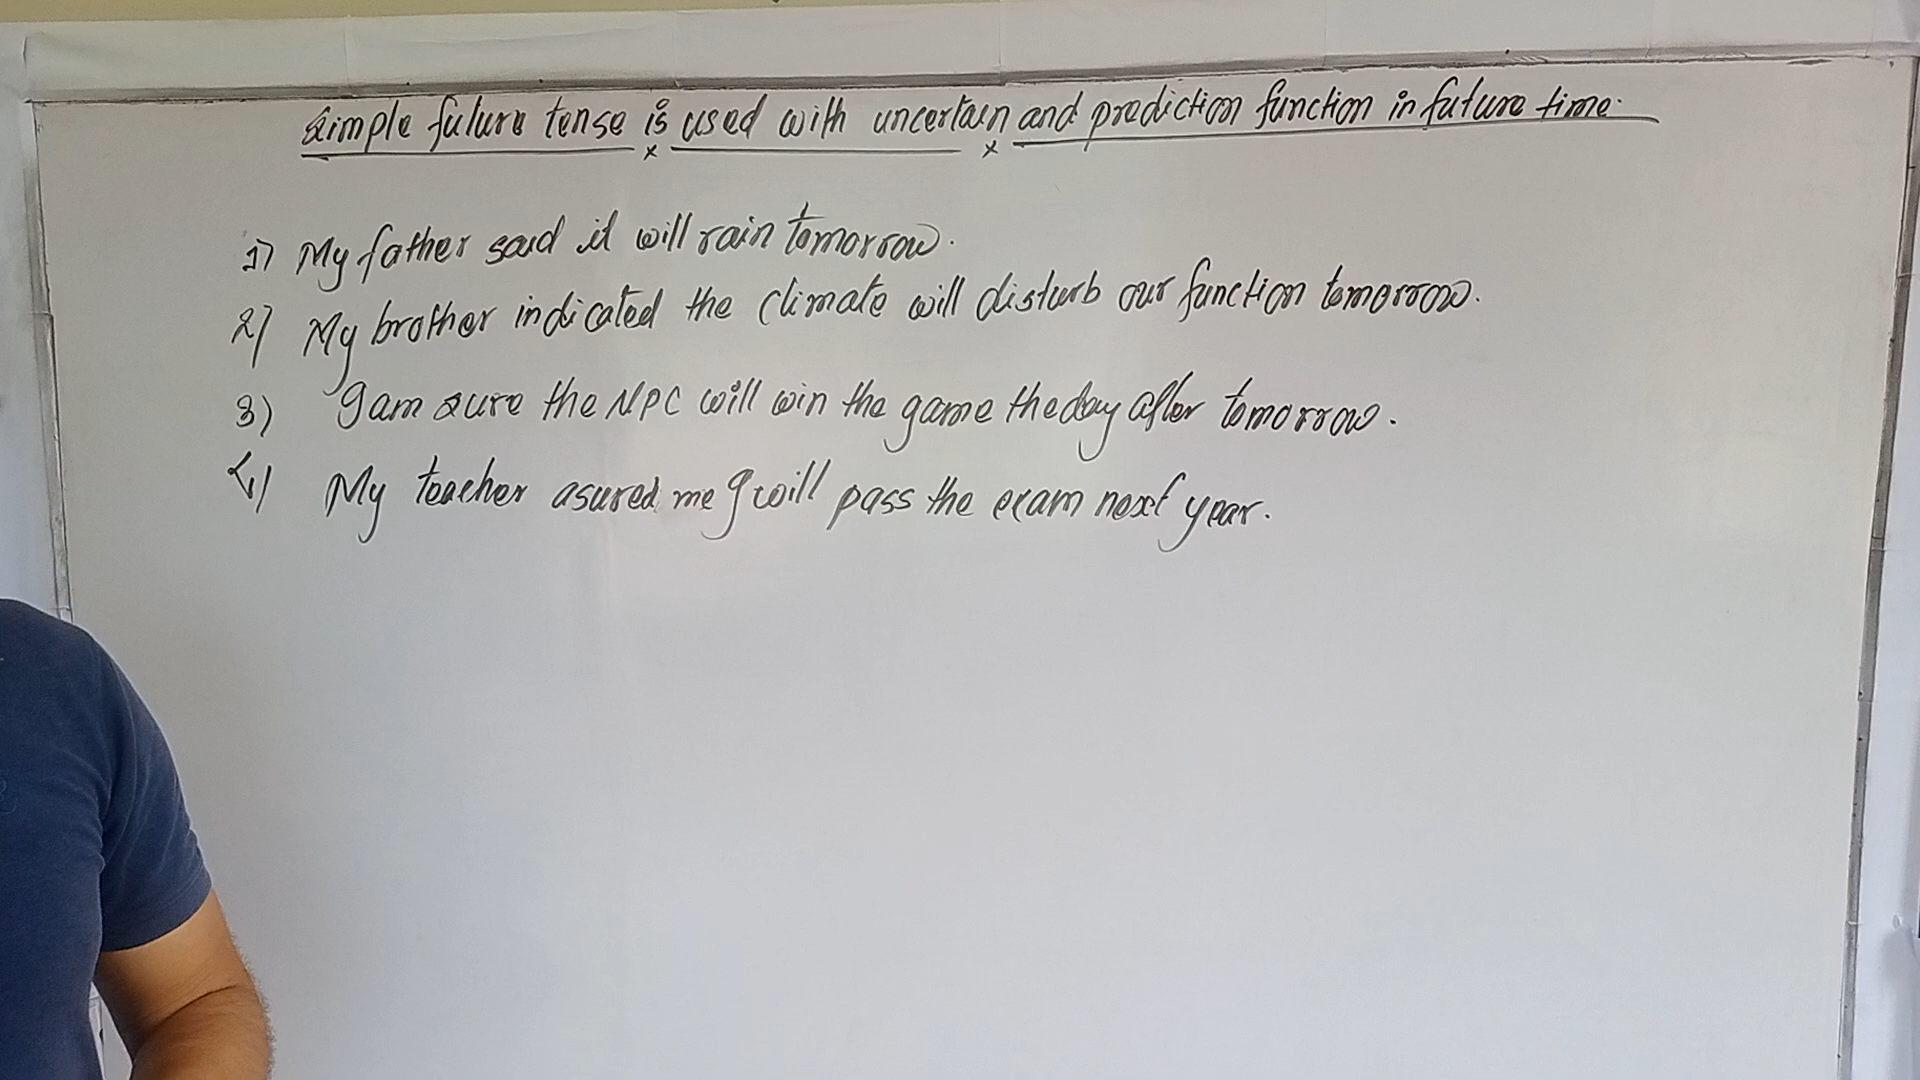 Simple future tense is used with uncertain and prediction function in future time.
1) My father said it will rain tomorrow.
2) My brother indicated the climate will disturb our function tomorrow.
3) I am sure the NPC will win the game the day after tomorrow.
4) My teacher asured me I will pass the exam next year.